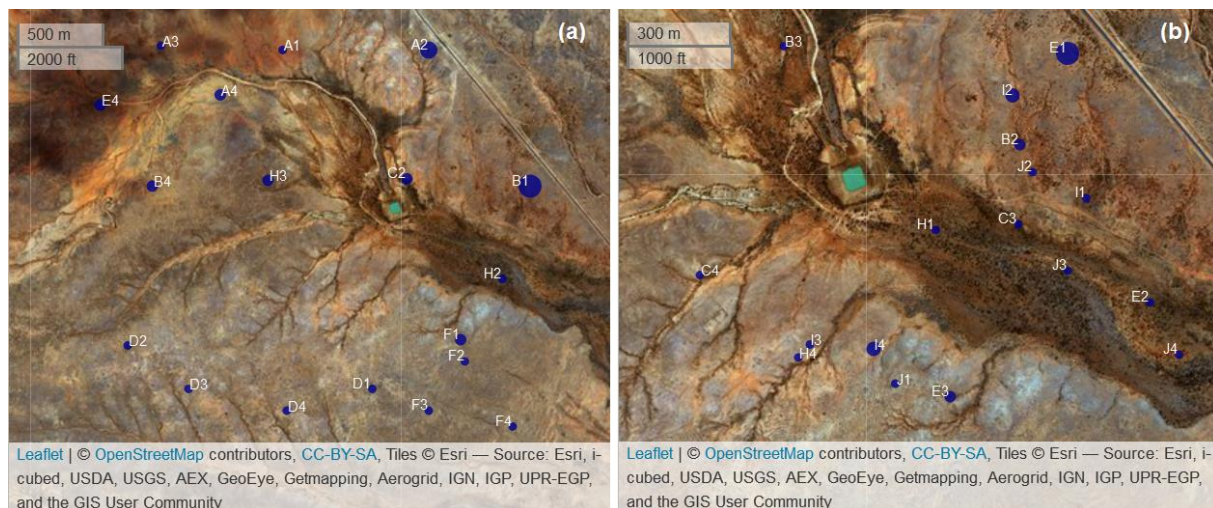 500 m
2000 ft
(a)
A3
A1
A2
E4
A4
B4
H3
C2
B1
H2
D2
F1
F2
D3
D1
D4
F3
F4
Leaflet | © OpenStreetMap contributors, CC-BY-SA, Tiles © Esri — Source: Esri, i-
cubed, USDA, USGS, AEX, GeoEye, Getmapping, Aerogrid, IGN, IGP, UPR-EGP,
and the GIS User Community
300 m
1000 ft
(b)
B3
E1
I2
B2
J2
I1
C3
H1
J3
C4
E2
I3
H4
I4
J4
J1
E3
Leaflet | © OpenStreetMap contributors, CC-BY-SA, Tiles © Esri — Source: Esri, i-
cubed, USDA, USGS, AEX, GeoEye, Getmapping, Aerogrid, IGN, IGP, UPR-EGP,
and the GIS User Community